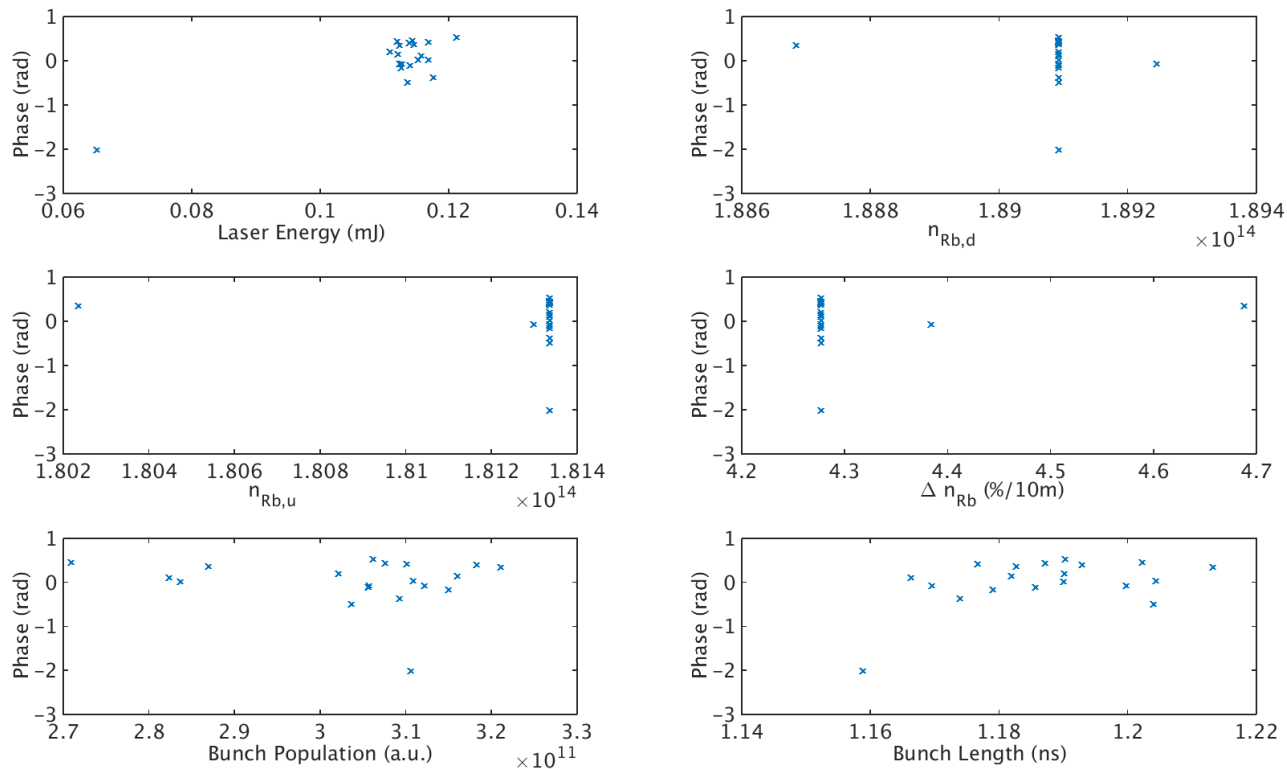 1
0
−1
−2
−3
Phase (rad)
0.06 0.08 0.1 0.12 0.14
Laser Energy (mJ)
1
0
−1
−2
−3
Phase (rad)
1.886 1.888 1.89 1.892 1.894
n_Rb,d
×10^14
1
0
−1
−2
−3
Phase (rad)
1.802 1.804 1.806 1.808 1.81 1.812 1.814
n_Rb,u
×10^14
1
0
−1
−2
−3
Phase (rad)
4.2 4.3 4.4 4.5 4.6 4.7
Δ n_Rb (%/10m)
1
0
−1
−2
−3
Phase (rad)
2.7 2.8 2.9 3 3.1 3.2 3.3
Bunch Population (a.u.)
×10^11
1
0
−1
−2
−3
Phase (rad)
1.14 1.16 1.18 1.2 1.22
Bunch Length (ns)